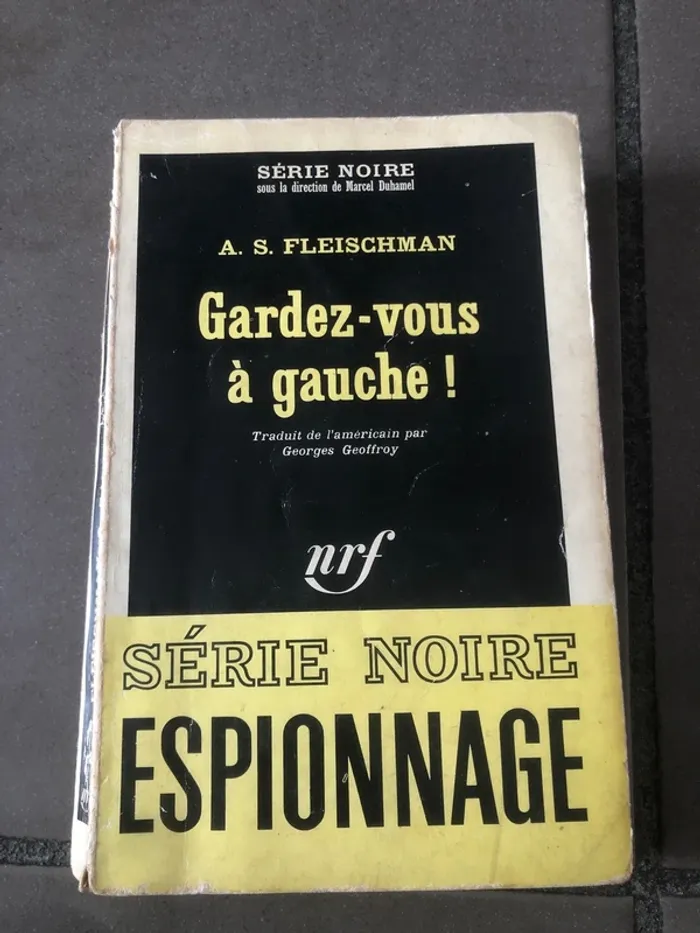 SÉRIE NOIRE
sous la direction de Marcel Duhamel
A. S. FLEISCHMAN
Gardez-vous
à gauche !
Traduit de l'américain par
Georges Geoffroy
nrf
SÉRIE NOIRE
ESPIONNAGE